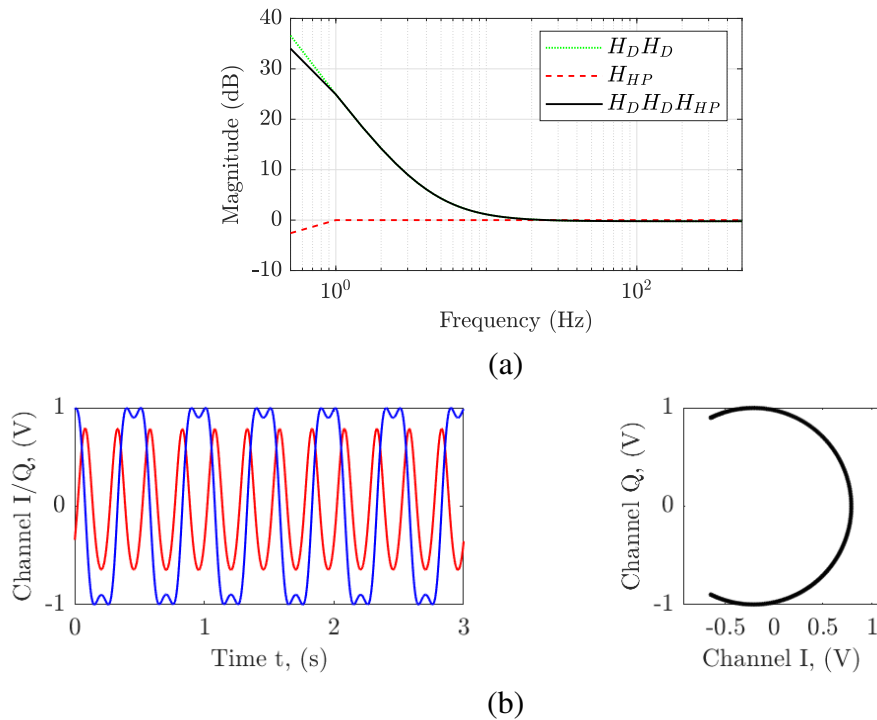 40
30
20
10
0
-10
Magnitude (dB)
H_D H_D
H_HP
H_D H_D H_HP
10^0
10^1
10^2
Frequency (Hz)
(a)
1
0
-1
Channel I/Q, (V)
0
1
2
3
Time t, (s)
1
0
-1
Channel Q, (V)
-0.5
0
0.5
1
Channel I, (V)
(b)